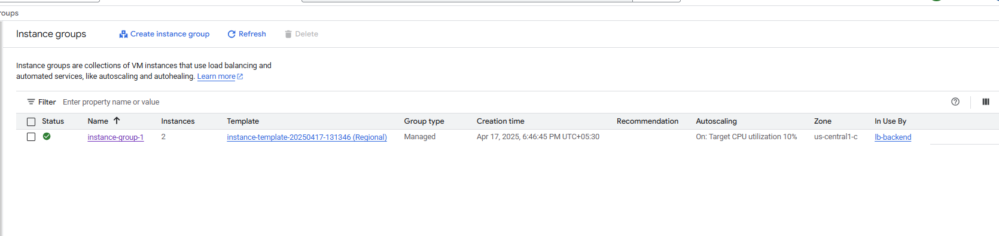 roups
Instance groups Create instance group Refresh Delete
Instance groups are collections of VM instances that use load balancing and
automated services, like autoscaling and autohealing. Learn more
Filter Enter property name or value
Status Name Instances Template Group type Creation time Recommendation Autoscaling Zone In Use By
instance-group-1 2 instance-template-20250417-131346 (Regional) Managed Apr 17, 2025, 6:46:45 PM UTC+05:30 On: Target CPU utilization 10% us-central1-c lb-backend